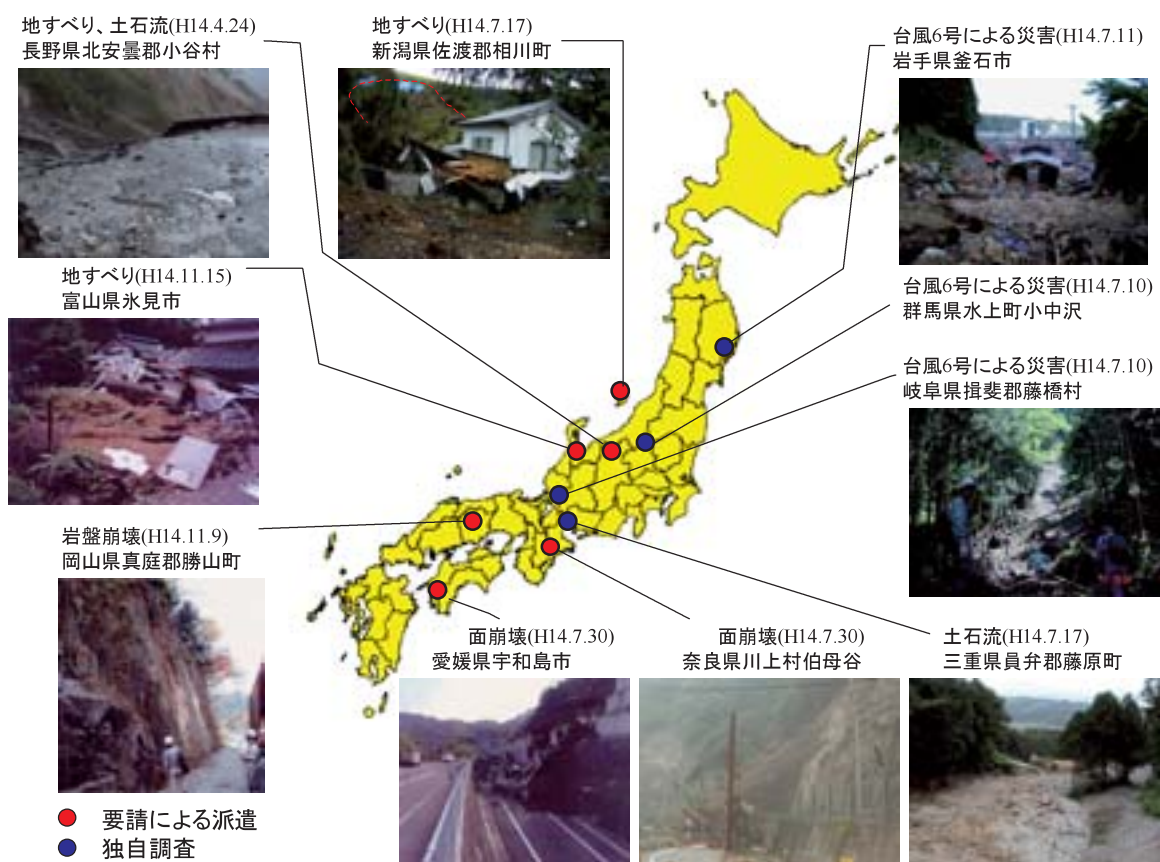 地すべり、土石流(H14.4.24)
長野県北安曇郡小谷村
地すべり(H14.7.17)
新潟県佐渡郡相川町
台風6号による災害(H14.7.11)
岩手県釜石市
地すべり(H14.11.15)
富山県氷見市
台風6号による災害(H14.7.10)
群馬県水上町小中沢
台風6号による災害(H14.7.10)
岐阜県揖斐郡藤橋村
岩盤崩壊(H14.11.9)
岡山県真庭郡勝山町
面崩壊(H14.7.30)
愛媛県宇和島市
面崩壊(H14.7.30)
奈良県川上村伯母谷
土石流(H14.7.17)
三重県員弁郡藤原町
要請による派遣
独自調査